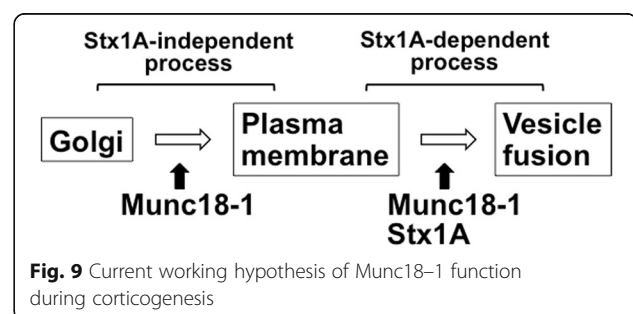 Stx1A-independent process
Stx1A-dependent process
Golgi
Plasma membrane
Vesicle fusion
Munc18-1
Munc18-1
Stx1A
Fig. 9 Current working hypothesis of Munc18–1 function
during corticogenesis